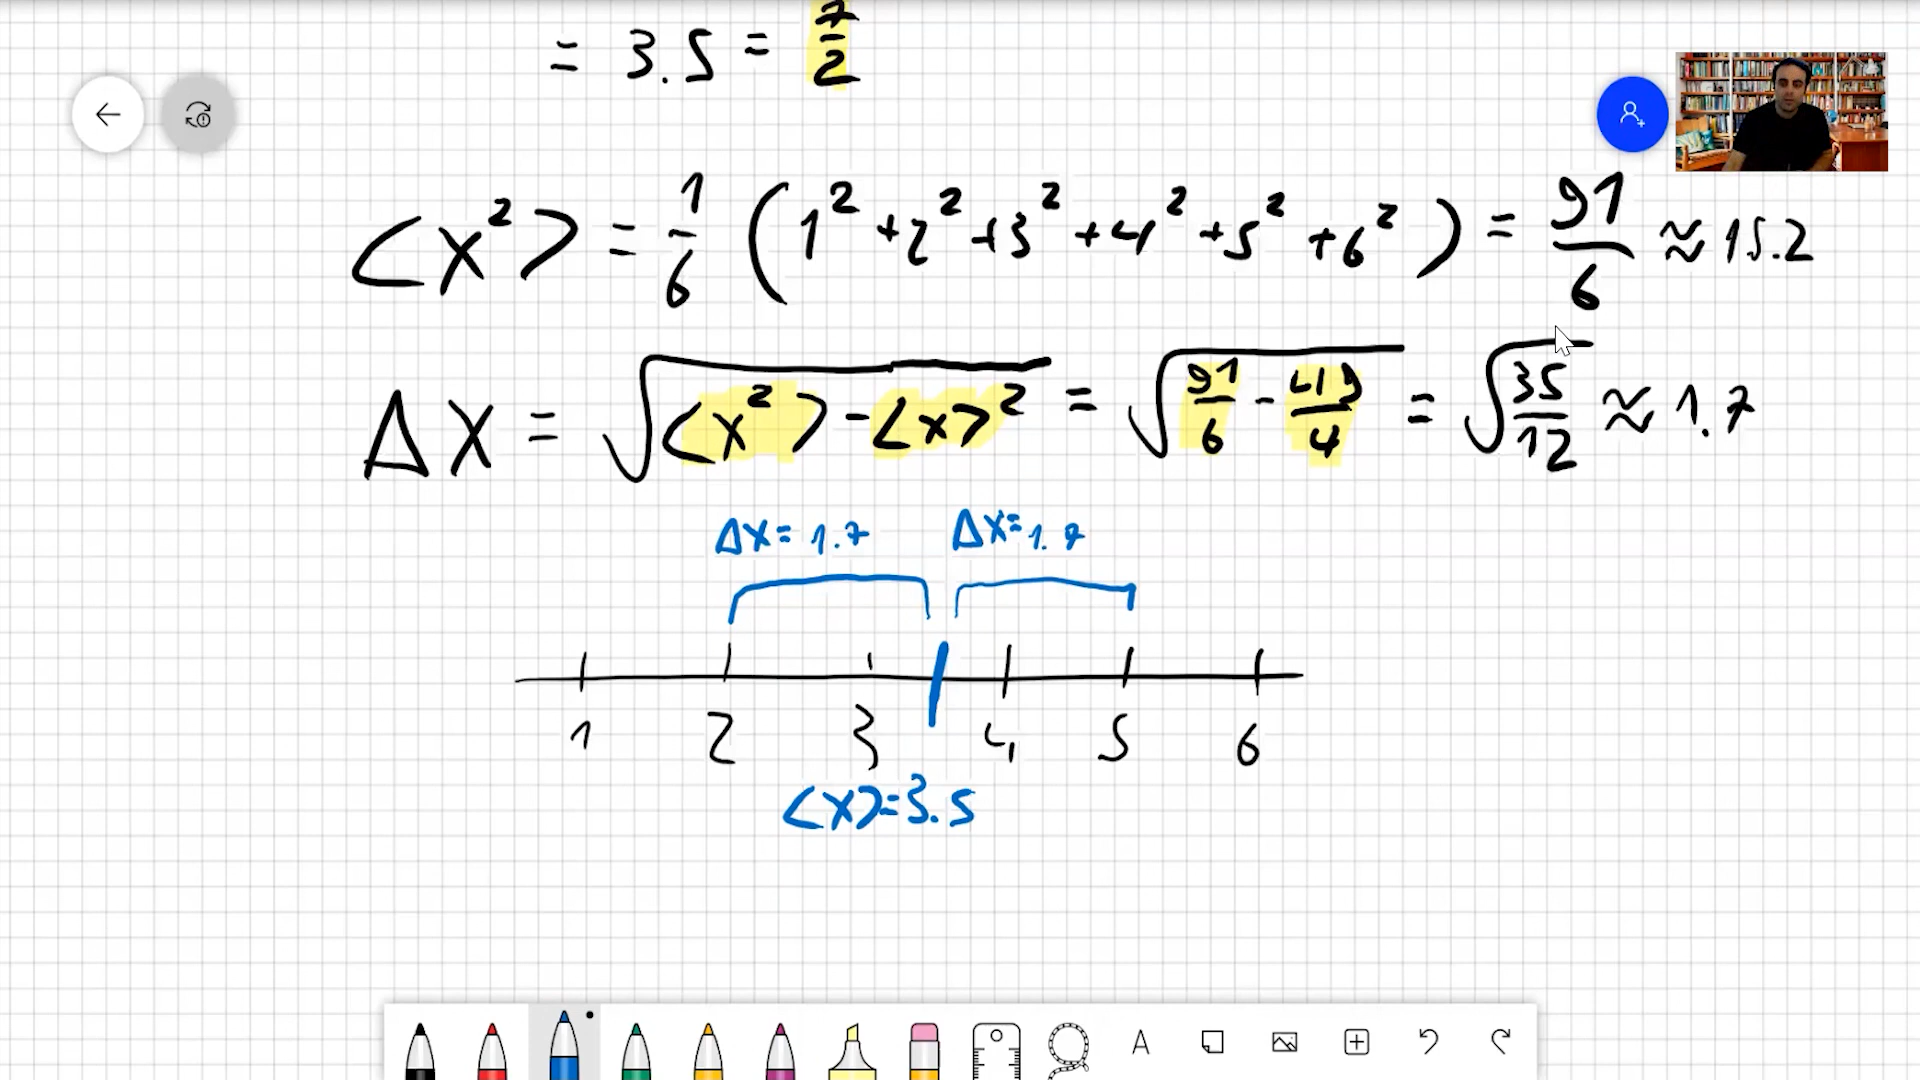 = 3.5 = 7/2
⟨x²⟩ = 1/6 (1² + 2² + 3² + 4² + 5² + 6²) = 91/6 ≈ 15.2
Δx = √(⟨x²⟩ - ⟨x⟩²) = √(91/6 - 49/4) = √(35/12) ≈ 1.7
Δx = 1.7 Δx = 1.7
1 2 3 4 5 6
⟨x⟩ = 3.5
A